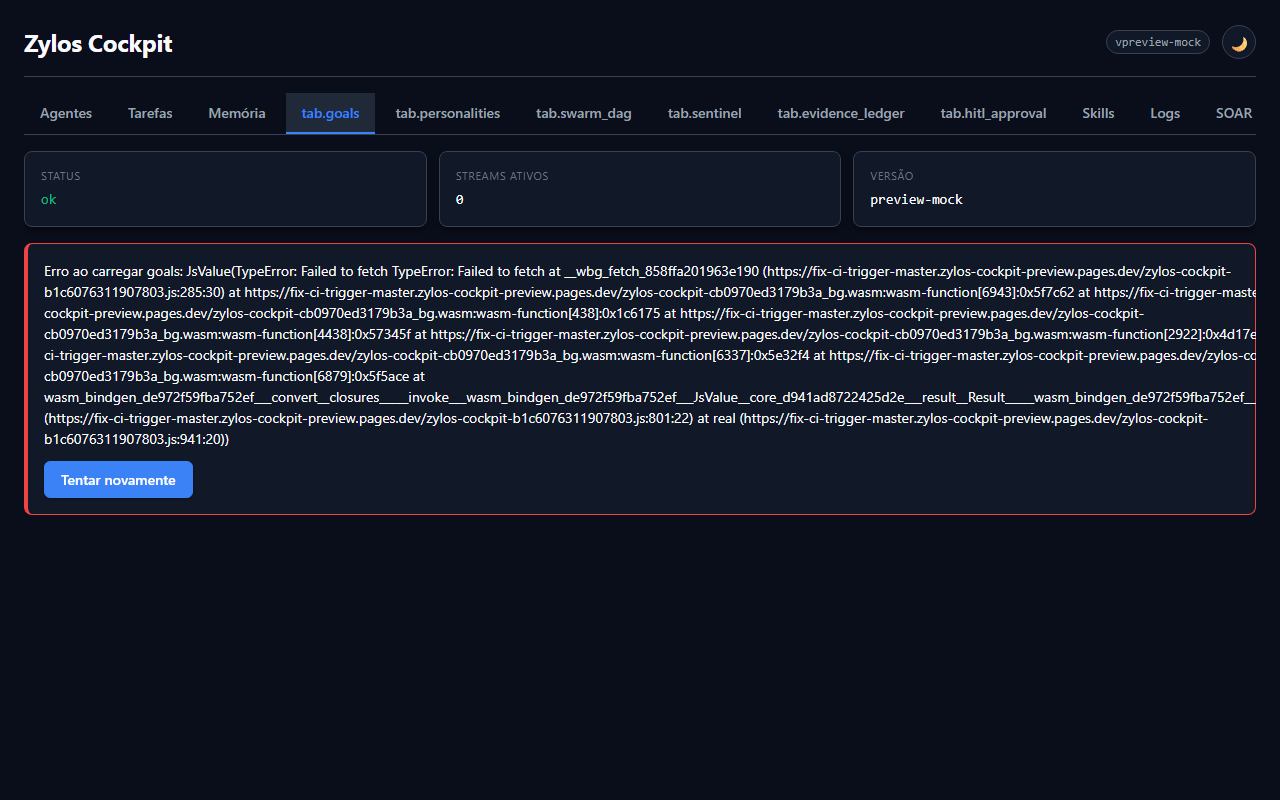 Zylos Cockpit
vpreview-mock
Agentes Tarefas Memória tab.goals tab.personalities tab.swarm_dag tab.sentinel tab.evidence_ledger tab.hitl_approval Skills Logs SOAR
STATUS
ok
STREAMS ATIVOS
0
VERSÃO
preview-mock
Erro ao carregar goals: JsValue(TypeError: Failed to fetch TypeError: Failed to fetch at __wbg_fetch_858ffa201963e190 (https://fix-ci-trigger-master.zylos-cockpit-preview.pages.dev/zylos-cockpit-
b1c6076311907803.js:285:30) at https://fix-ci-trigger-master.zylos-cockpit-preview.pages.dev/zylos-cockpit-cb0970ed3179b3a_bg.wasm:wasm-function[6943]:0x5f7c62 at https://fix-ci-trigger-maste
cockpit-preview.pages.dev/zylos-cockpit-cb0970ed3179b3a_bg.wasm:wasm-function[438]:0x1c6175 at https://fix-ci-trigger-master.zylos-cockpit-preview.pages.dev/zylos-cockpit-
cb0970ed3179b3a_bg.wasm:wasm-function[4438]:0x57345f at https://fix-ci-trigger-master.zylos-cockpit-preview.pages.dev/zylos-cockpit-cb0970ed3179b3a_bg.wasm:wasm-function[2922]:0x4d17e
ci-trigger-master.zylos-cockpit-preview.pages.dev/zylos-cockpit-cb0970ed3179b3a_bg.wasm:wasm-function[6337]:0x5e32f4 at https://fix-ci-trigger-master.zylos-cockpit-preview.pages.dev/zylos-co
cb0970ed3179b3a_bg.wasm:wasm-function[6879]:0x5f5ace at
wasm_bindgen_de972f59fba752ef___convert__closures_____invoke___wasm_bindgen_de972f59fba752ef___JsValue__core_d941ad8722425d2e___result__Result_____wasm_bindgen_de972f59fba752ef__
(https://fix-ci-trigger-master.zylos-cockpit-preview.pages.dev/zylos-cockpit-b1c6076311907803.js:801:22) at real (https://fix-ci-trigger-master.zylos-cockpit-preview.pages.dev/zylos-cockpit-
b1c6076311907803.js:941:20))
Tentar novamente